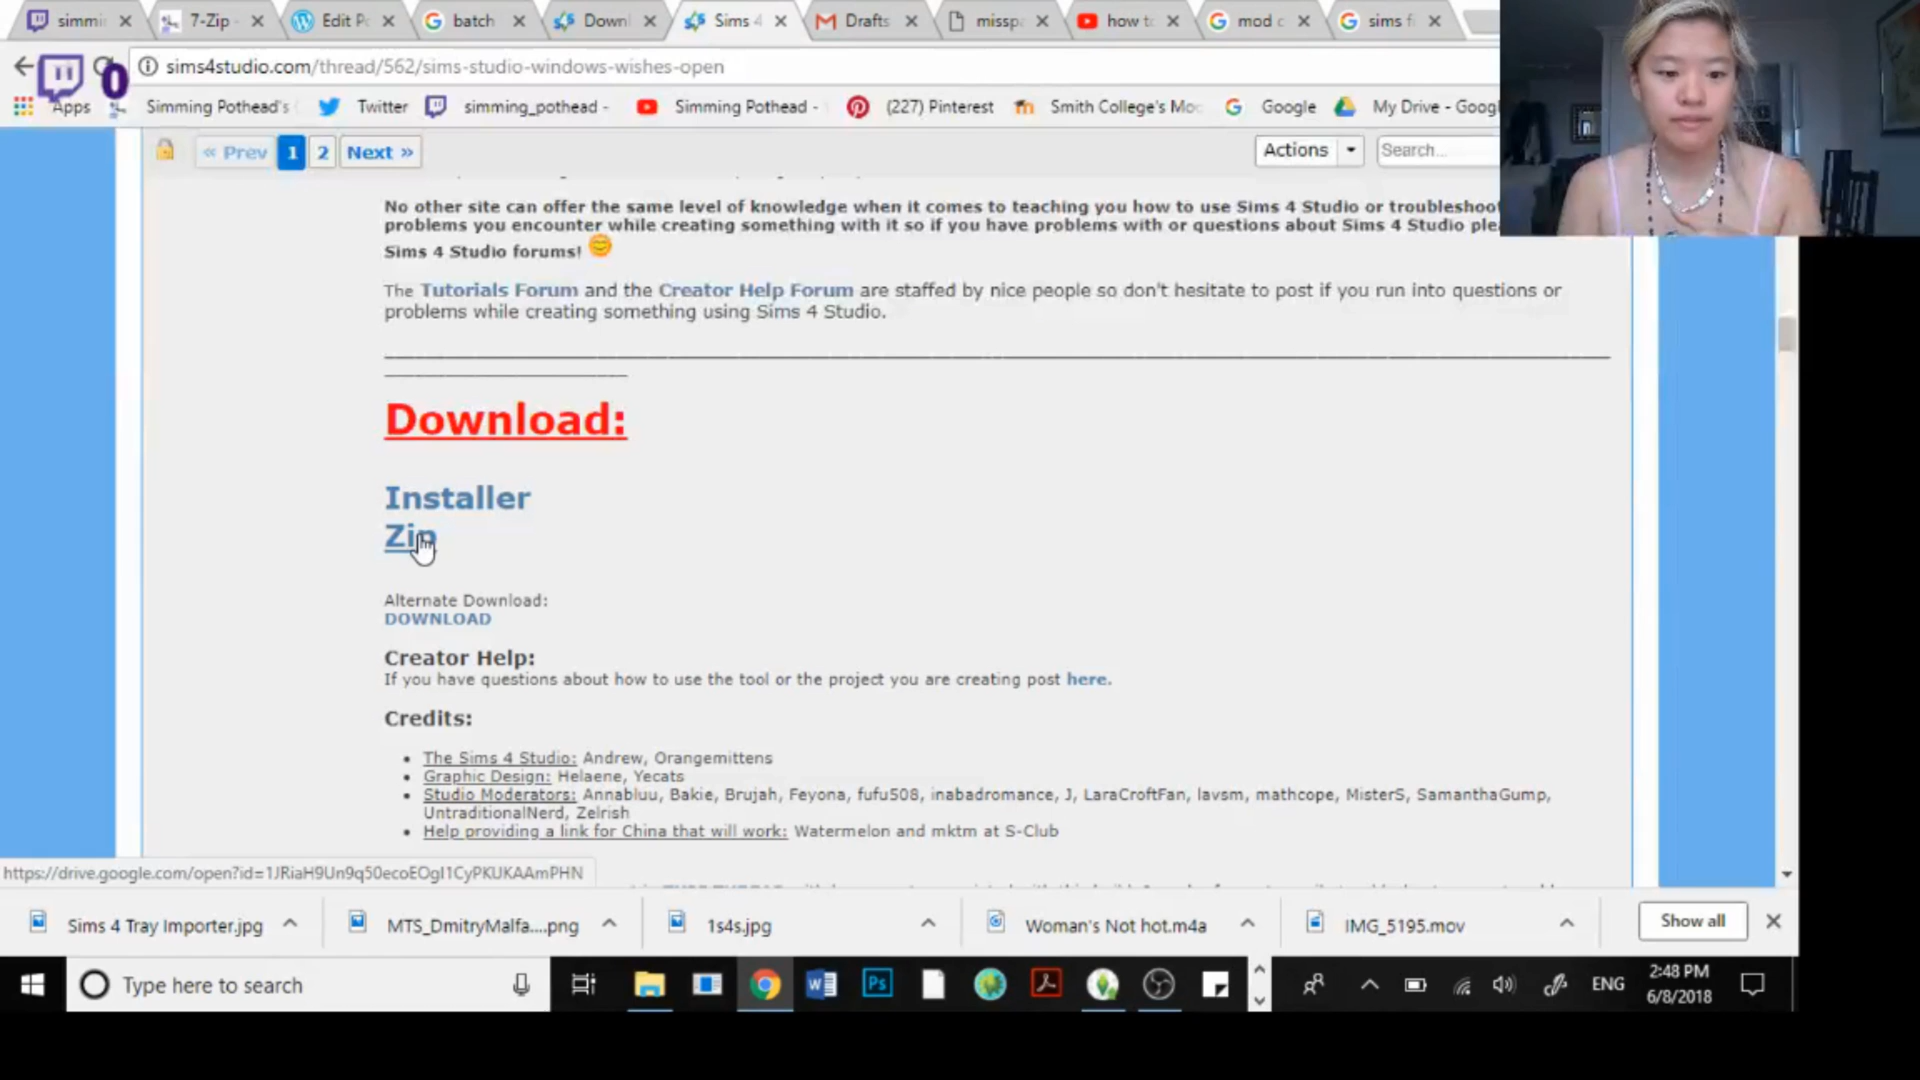 simmi
7-Zip -
Edit P
batch
Downl
Sims 4
Drafts
missp
how to
mod c
sims f
0
sims4studio.com/thread/562/sims-studio-windows-wishes-open
Apps
Simming Pothead's
Twitter
simming_pothead -
Simming Pothead -
(227) Pinterest
Smith College's Mo
Google
My Drive - Goog
« Prev 1 2 Next »
Actions
Search...
No other site can offer the same level of knowledge when it comes to teaching you how to use Sims 4 Studio or troubleshoot
problems you encounter while creating something with it so if you have problems with or questions about Sims 4 Studio ple
Sims 4 Studio forums!
The Tutorials Forum and the Creator Help Forum are staffed by nice people so don't hesitate to post if you run into questions or
problems while creating something using Sims 4 Studio.
Download:
Installer
Zip
Alternate Download:
DOWNLOAD
Creator Help:
If you have questions about how to use the tool or the project you are creating post here.
Credits:
• The Sims 4 Studio: Andrew, Orangemittens
• Graphic Design: Helaene, Yecats
• Studio Moderators: Annabluu, Bakie, Brujah, Feyona, fufu508, inabadromance, J, LaraCroftFan, lavsm, mathcope, MisterS, SamanthaGump,
UntraditionalNerd, Zelrish
• Help providing a link for China that will work: Watermelon and mktm at S-Club
https://drive.google.com/open?id=1JRiaH9Un9q50ecoEOgI1CyPKUKAAmPHN
Sims 4 Tray Importer.jpg
MTS_DmitryMalfa....png
1s4s.jpg
Woman's Not hot.m4a
IMG_5195.mov
Show all
Type here to search
Ps
ENG
2:48 PM
6/8/2018